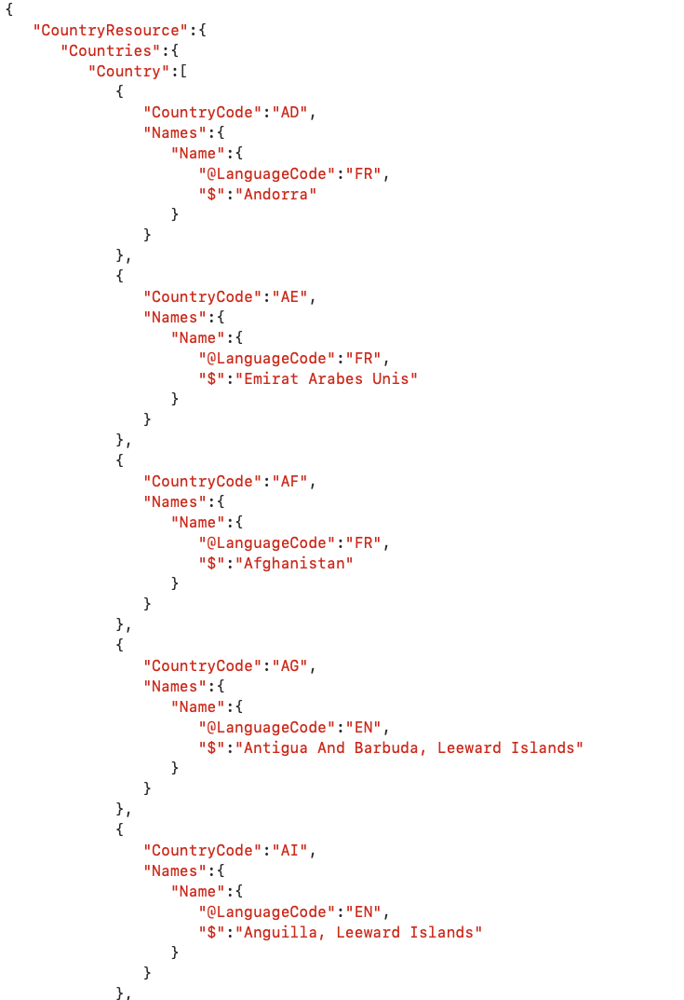 {
   "CountryResource":{
      "Countries":{
         "Country":[
            {
               "CountryCode":"AD",
               "Names":{
                  "Name":{
                     "@LanguageCode":"FR",
                     "$":"Andorra"
                  }
               }
            },
            {
               "CountryCode":"AE",
               "Names":{
                  "Name":{
                     "@LanguageCode":"FR",
                     "$":"Emirat Arabes Unis"
                  }
               }
            },
            {
               "CountryCode":"AF",
               "Names":{
                  "Name":{
                     "@LanguageCode":"FR",
                     "$":"Afghanistan"
                  }
               }
            },
            {
               "CountryCode":"AG",
               "Names":{
                  "Name":{
                     "@LanguageCode":"EN",
                     "$":"Antigua And Barbuda, Leeward Islands"
                  }
               }
            },
            {
               "CountryCode":"AI",
               "Names":{
                  "Name":{
                     "@LanguageCode":"EN",
                     "$":"Anguilla, Leeward Islands"
                  }
               }
            },